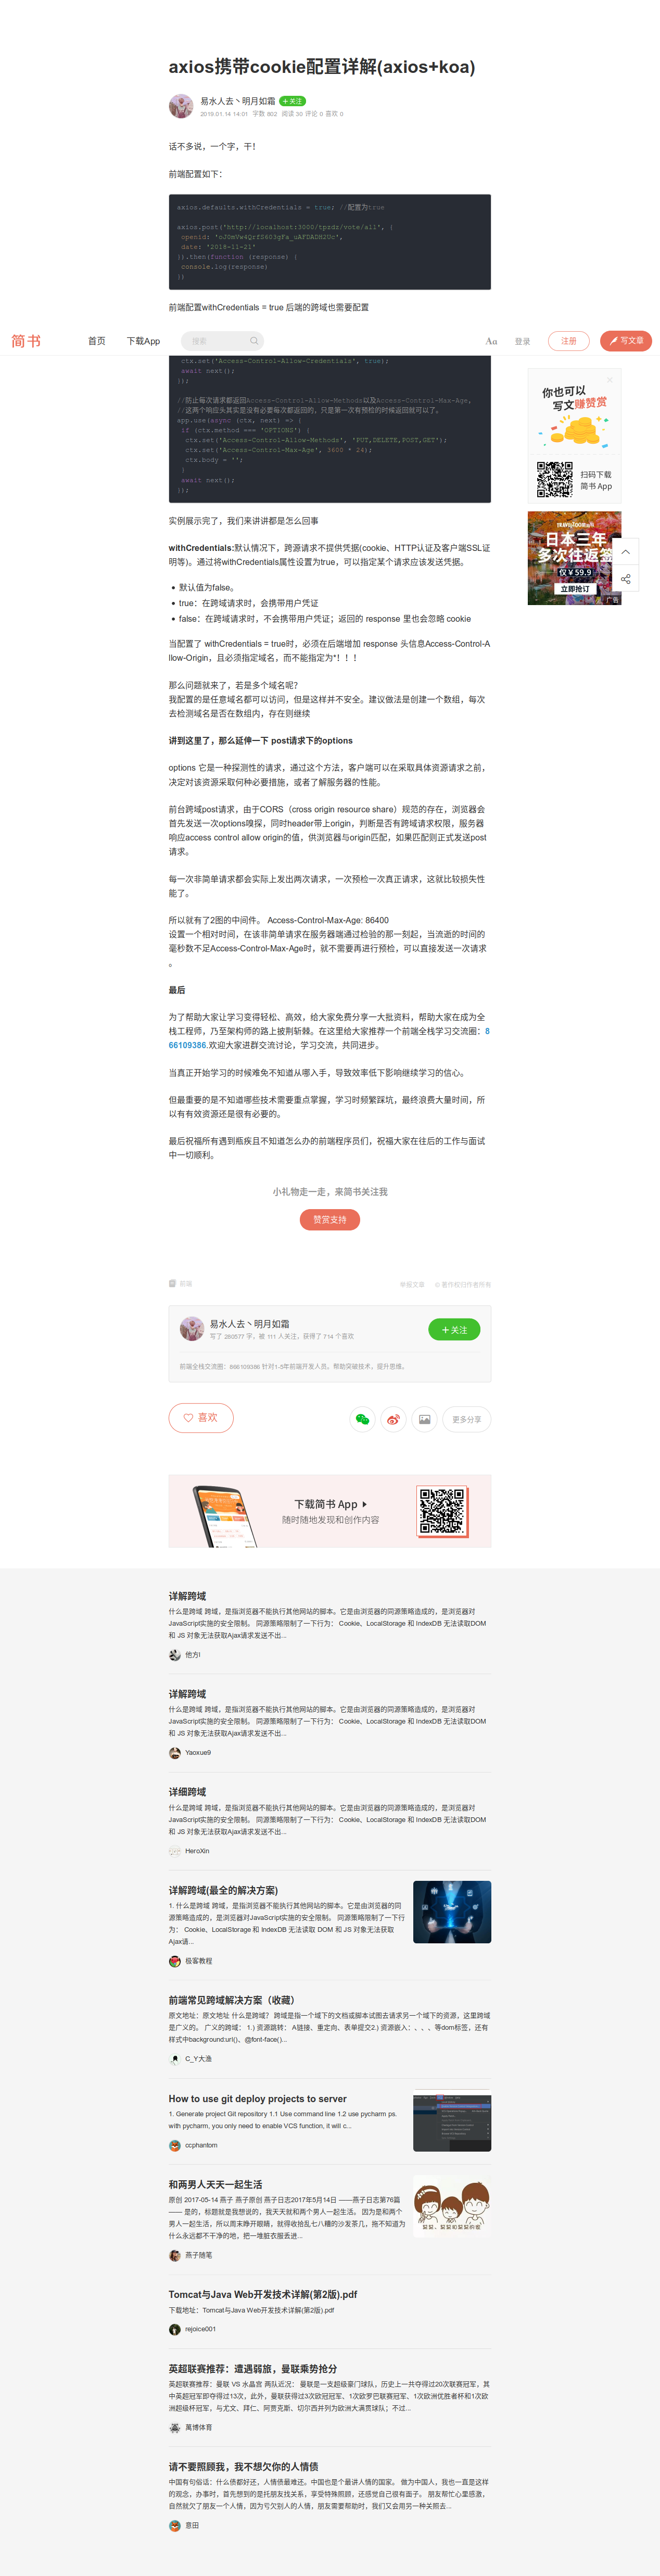 axios携带cookie配置详解(axios+koa)
易水人去丶明月如霜 ＋关注
2019.01.14 14:01 字数 802 阅读 30 评论 0 喜欢 0
话不多说，一个字，干！
前端配置如下：
axios.defaults.withCredentials = true; //配置为true
axios.post('http://localhost:3000/tpzdz/vote/all', {
date: '2018-11-21'
}).then(function (response) {
console.log(response)
})
前端配置withCredentials = true 后端的跨域也需要配置
简书 首页 下载App 搜索 Aa 登录 注册 写文章
ctx.set('Access-Control-Allow-Credentials', true);
await next();
});
//防止每次请求都返回Access-Control-Allow-Methods以及Access-Control-Max-Age,
//这两个响应头其实是没有必要每次都返回的，只是第一次有预检的时候返回就可以了。
app.use(async (ctx, next) => {
if (ctx.method === 'OPTIONS') {
ctx.set('Access-Control-Allow-Methods', 'PUT,DELETE,POST,GET');
ctx.set('Access-Control-Max-Age', 3600 * 24);
ctx.body = '';
}
await next();
});
你也可以
写文赚赞赏
扫码下载
简书 App
日本三年
多次往返签
仅￥59.9
立即抢订
广告
实例展示完了，我们来讲讲都是怎么回事
withCredentials:默认情况下，跨源请求不提供凭据(cookie、HTTP认证及客户端SSL证
明等)。通过将withCredentials属性设置为true，可以指定某个请求应该发送凭据。
默认值为false。
true：在跨域请求时，会携带用户凭证
false：在跨域请求时，不会携带用户凭证；返回的 response 里也会忽略 cookie
当配置了 withCredentials = true时，必须在后端增加 response 头信息Access-Control-A
llow-Origin，且必须指定域名，而不能指定为*！！！
那么问题就来了，若是多个域名呢？
我配置的是任意域名都可以访问，但是这样并不安全。建议做法是创建一个数组，每次
去检测域名是否在数组内，存在则继续
讲到这里了，那么延伸一下 post请求下的options
options 它是一种探测性的请求，通过这个方法，客户端可以在采取具体资源请求之前，
决定对该资源采取何种必要措施，或者了解服务器的性能。
前台跨域post请求，由于CORS（cross origin resource share）规范的存在，浏览器会
首先发送一次options嗅探，同时header带上origin，判断是否有跨域请求权限，服务器
响应access control allow origin的值，供浏览器与origin匹配，如果匹配则正式发送post
请求。
每一次非简单请求都会实际上发出两次请求，一次预检一次真正请求，这就比较损失性
能了。
所以就有了2图的中间件。 Access-Control-Max-Age: 86400
设置一个相对时间，在该非简单请求在服务器端通过检验的那一刻起，当流逝的时间的
毫秒数不足Access-Control-Max-Age时，就不需要再进行预检，可以直接发送一次请求
。
最后
为了帮助大家让学习变得轻松、高效，给大家免费分享一大批资料，帮助大家在成为全
栈工程师，乃至架构师的路上披荆斩棘。在这里给大家推荐一个前端全栈学习交流圈：8
66109386.欢迎大家进群交流讨论，学习交流，共同进步。
当真正开始学习的时候难免不知道从哪入手，导致效率低下影响继续学习的信心。
但最重要的是不知道哪些技术需要重点掌握，学习时频繁踩坑，最终浪费大量时间，所
以有有效资源还是很有必要的。
最后祝福所有遇到瓶疾且不知道怎么办的前端程序员们，祝福大家在往后的工作与面试
中一切顺利。
小礼物走一走，来简书关注我
赞赏支持
前端 举报文章 © 著作权归作者所有
易水人去丶明月如霜
写了 280577 字，被 111 人关注，获得了 714 个喜欢
＋关注
前端全栈交流圈：866109386 针对1-5年前端开发人员。帮助突破技术，提升思维。
喜欢 更多分享
下载简书 App
随时随地发现和创作内容
详解跨域
什么是跨域 跨域，是指浏览器不能执行其他网站的脚本。它是由浏览器的同源策略造成的，是浏览器对
JavaScript实施的安全限制。 同源策略限制了一下行为： Cookie、LocalStorage 和 IndexDB 无法读取DOM
和 JS 对象无法获取Ajax请求发送不出...
他方l
详解跨域
什么是跨域 跨域，是指浏览器不能执行其他网站的脚本。它是由浏览器的同源策略造成的，是浏览器对
JavaScript实施的安全限制。 同源策略限制了一下行为： Cookie、LocalStorage 和 IndexDB 无法读取DOM
和 JS 对象无法获取Ajax请求发送不出...
Yaoxue9
详细跨域
什么是跨域 跨域，是指浏览器不能执行其他网站的脚本。它是由浏览器的同源策略造成的，是浏览器对
JavaScript实施的安全限制。 同源策略限制了一下行为： Cookie、LocalStorage 和 IndexDB 无法读取DOM
和 JS 对象无法获取Ajax请求发送不出...
HeroXin
详解跨域(最全的解决方案)
1. 什么是跨域 跨域，是指浏览器不能执行其他网站的脚本。它是由浏览器的同
源策略造成的，是浏览器对JavaScript实施的安全限制。 同源策略限制了一下行
为： Cookie、LocalStorage 和 IndexDB 无法读取 DOM 和 JS 对象无法获取
Ajax请...
极客教程
前端常见跨域解决方案（收藏）
原文地址：原文地址 什么是跨域？ 跨域是指一个域下的文档或脚本试图去请求另一个域下的资源，这里跨域
是广义的。 广义的跨域： 1.) 资源跳转： A链接、重定向、表单提交2.) 资源嵌入：、、、、等dom标签，还有
样式中background:url()、@font-face()...
C_Y大渔
How to use git deploy projects to server
1. Generate project Git repository 1.1 Use command line 1.2 use pycharm ps.
with pycharm, you only need to enable VCS function, it will c...
ccphantom
和两男人天天一起生活
原创 2017-05-14 燕子 燕子原创 燕子日志2017年5月14日 ——燕子日志第76篇
—— 是的，标题就是我想说的，我天天就和两个男人一起生活。 因为是和两个
男人一起生活，所以周末睁开眼睛，就得收拾乱七八糟的沙发茶几，拖不知道为
什么永远都不干净的地，把一堆脏衣服丢进...
燕子随笔
Tomcat与Java Web开发技术详解(第2版).pdf
下载地址：Tomcat与Java Web开发技术详解(第2版).pdf
rejoice001
英超联赛推荐：遭遇弱旅，曼联乘势抢分
英超联赛推荐：曼联 VS 水晶宫 两队近况： 曼联是一支超级豪门球队，历史上一共夺得过20次联赛冠军，其
中英超冠军即夺得过13次，此外，曼联获得过3次欧冠冠军、1次欧罗巴联赛冠军、1次欧洲优胜者杯和1次欧
洲超级杯冠军，与尤文、拜仁、阿贾克斯、切尔西并列为欧洲大满贯球队；不过...
萬博体育
请不要照顾我，我不想欠你的人情债
中国有句俗话：什么债都好还，人情债最难还。中国也是个最讲人情的国家。 做为中国人，我也一直是这样
的观念，办事时，首先想到的是托朋友找关系，享受特殊照顾，还感觉自己很有面子。 朋友帮忙心里感激，
自然就欠了朋友一个人情，因为亏欠别人的人情，朋友需要帮助时，我们又会用另一种关照去...
意田